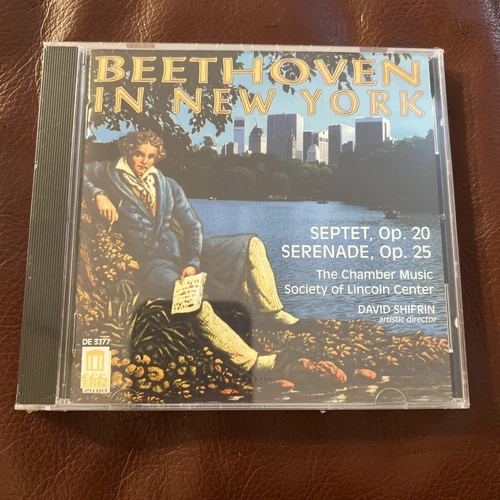 BEETHOVEN
IN NEW YORK
SEPTET, Op. 20
SERENADE, Op. 25
The Chamber Music
Society of Lincoln Center
DAVID SHIFRIN
artistic director
DE 3177